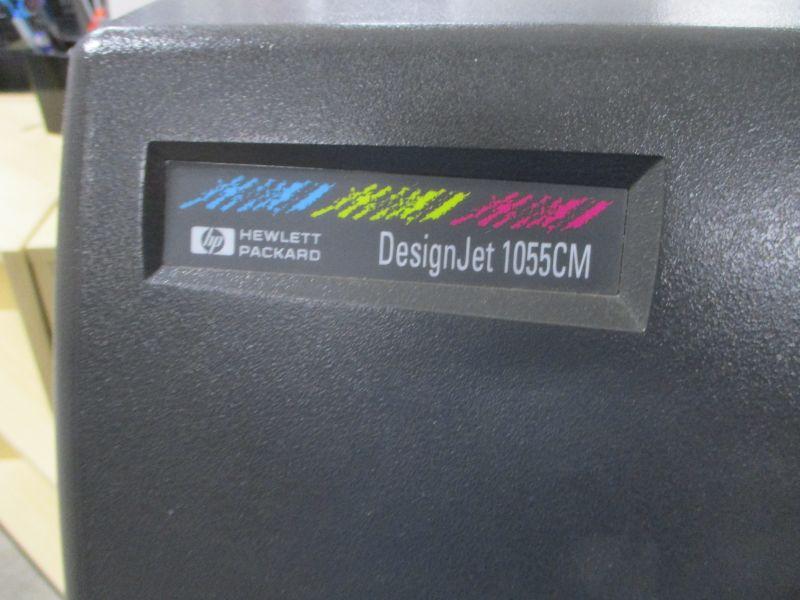 hp HEWLETT
PACKARD
DesignJet 1055CM